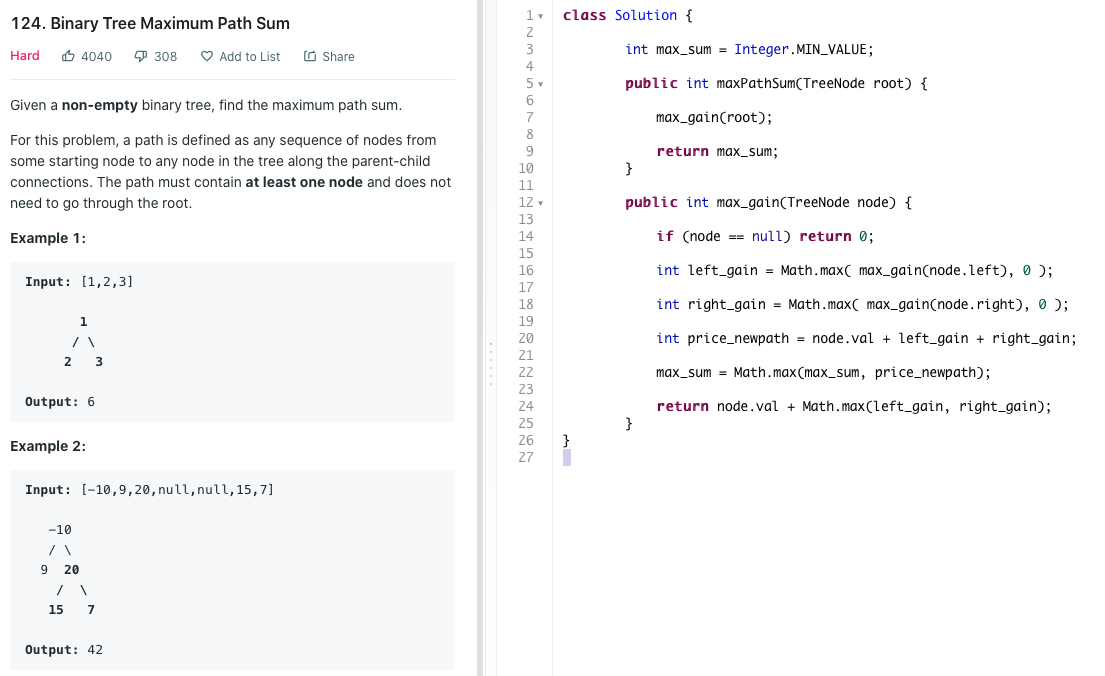 124. Binary Tree Maximum Path Sum
Hard 4040 308 Add to List Share
Given a non-empty binary tree, find the maximum path sum.
For this problem, a path is defined as any sequence of nodes from
some starting node to any node in the tree along the parent-child
connections. The path must contain at least one node and does not
need to go through the root.
Example 1:
Input: [1,2,3]
1
/ \
2 3
Output: 6
Example 2:
Input: [-10,9,20,null,null,15,7]
-10
/ \
9 20
/ \
15 7
Output: 42
1 class Solution {
2
3 int max_sum = Integer.MIN_VALUE;
4
5 public int maxPathSum(TreeNode root) {
6
7 max_gain(root);
8
9 return max_sum;
10 }
11
12 public int max_gain(TreeNode node) {
13
14 if (node == null) return 0;
15
16 int left_gain = Math.max( max_gain(node.left), 0 );
17
18 int right_gain = Math.max( max_gain(node.right), 0 );
19
20 int price_newpath = node.val + left_gain + right_gain;
21
22 max_sum = Math.max(max_sum, price_newpath);
23
24 return node.val + Math.max(left_gain, right_gain);
25 }
26 }
27